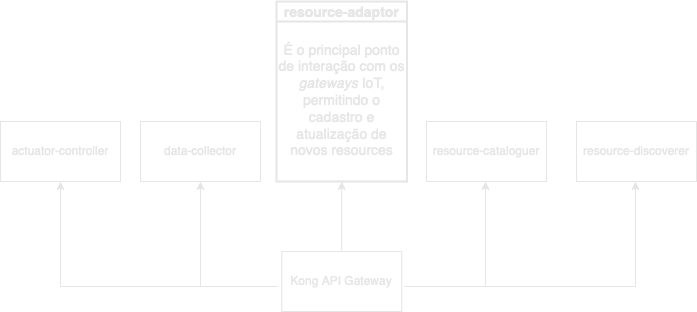 resource-adaptor
É o principal ponto
de interação com os
gateways IoT,
permitindo o
cadastro e
atualização de
novos resources
actuator-controller
data-collector
resource-cataloguer
resource-discoverer
Kong API Gateway